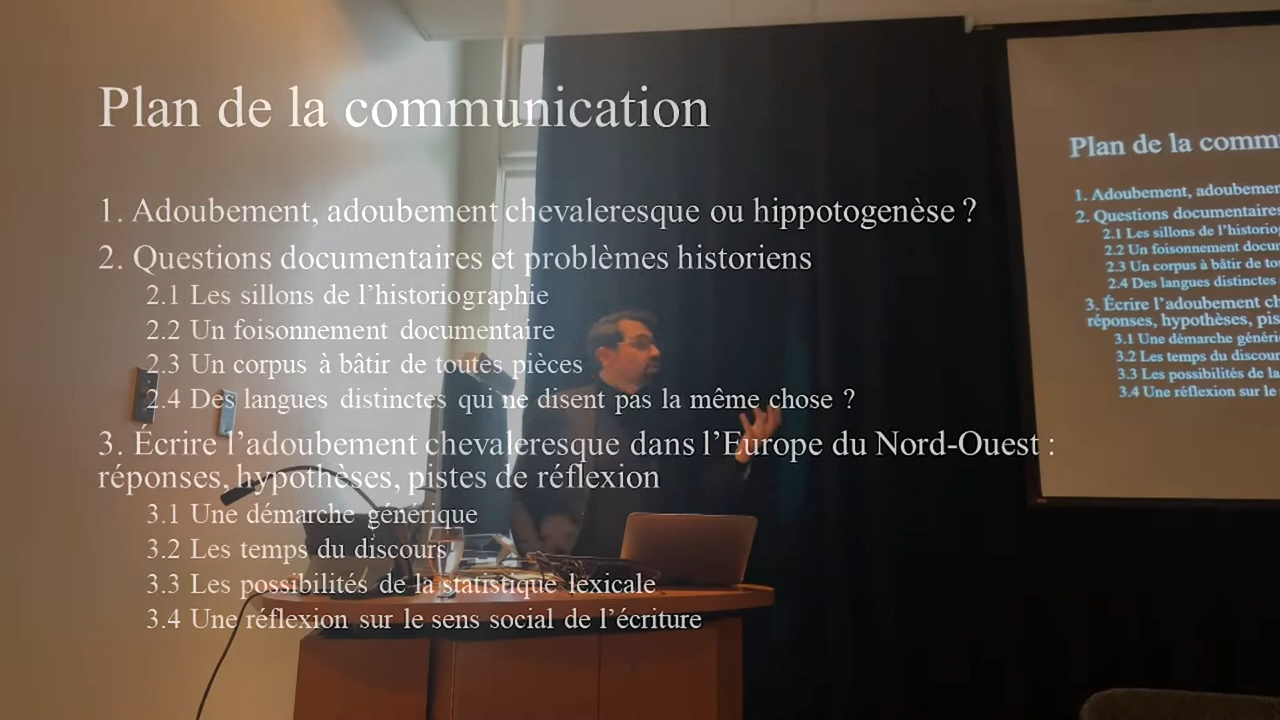 Plan de la communication
1. Adoubement, adoubement chevaleresque ou hippotogenèse ?
2. Questions documentaires et problèmes historiens
2.1 Les sillons de l’historiographie
2.2 Un foisonnement documentaire
2.3 Un corpus à bâtir de toutes pièces
2.4 Des langues distinctes qui ne disent pas la même chose ?
3. Écrire l’adoubement chevaleresque dans l’Europe du Nord-Ouest :
réponses, hypothèses, pistes de réflexion
3.1 Une démarche générique
3.2 Les temps du discours
3.3 Les possibilités de la statistique lexicale
3.4 Une réflexion sur le sens social de l’écriture
Plan de la comm
1. Adoubement, adoubemen
2. Questions documentaires
2.1 Les sillons de l’historio
2.2 Un foisonnement docu
2.3 Un corpus à bâtir de to
2.4 Des langues distinctes
3. Écrire l’adoubement ch
réponses, hypothèses, pis
3.1 Une démarche généri
3.2 Les temps du discou
3.3 Les possibilités de la
3.4 Une réflexion sur le